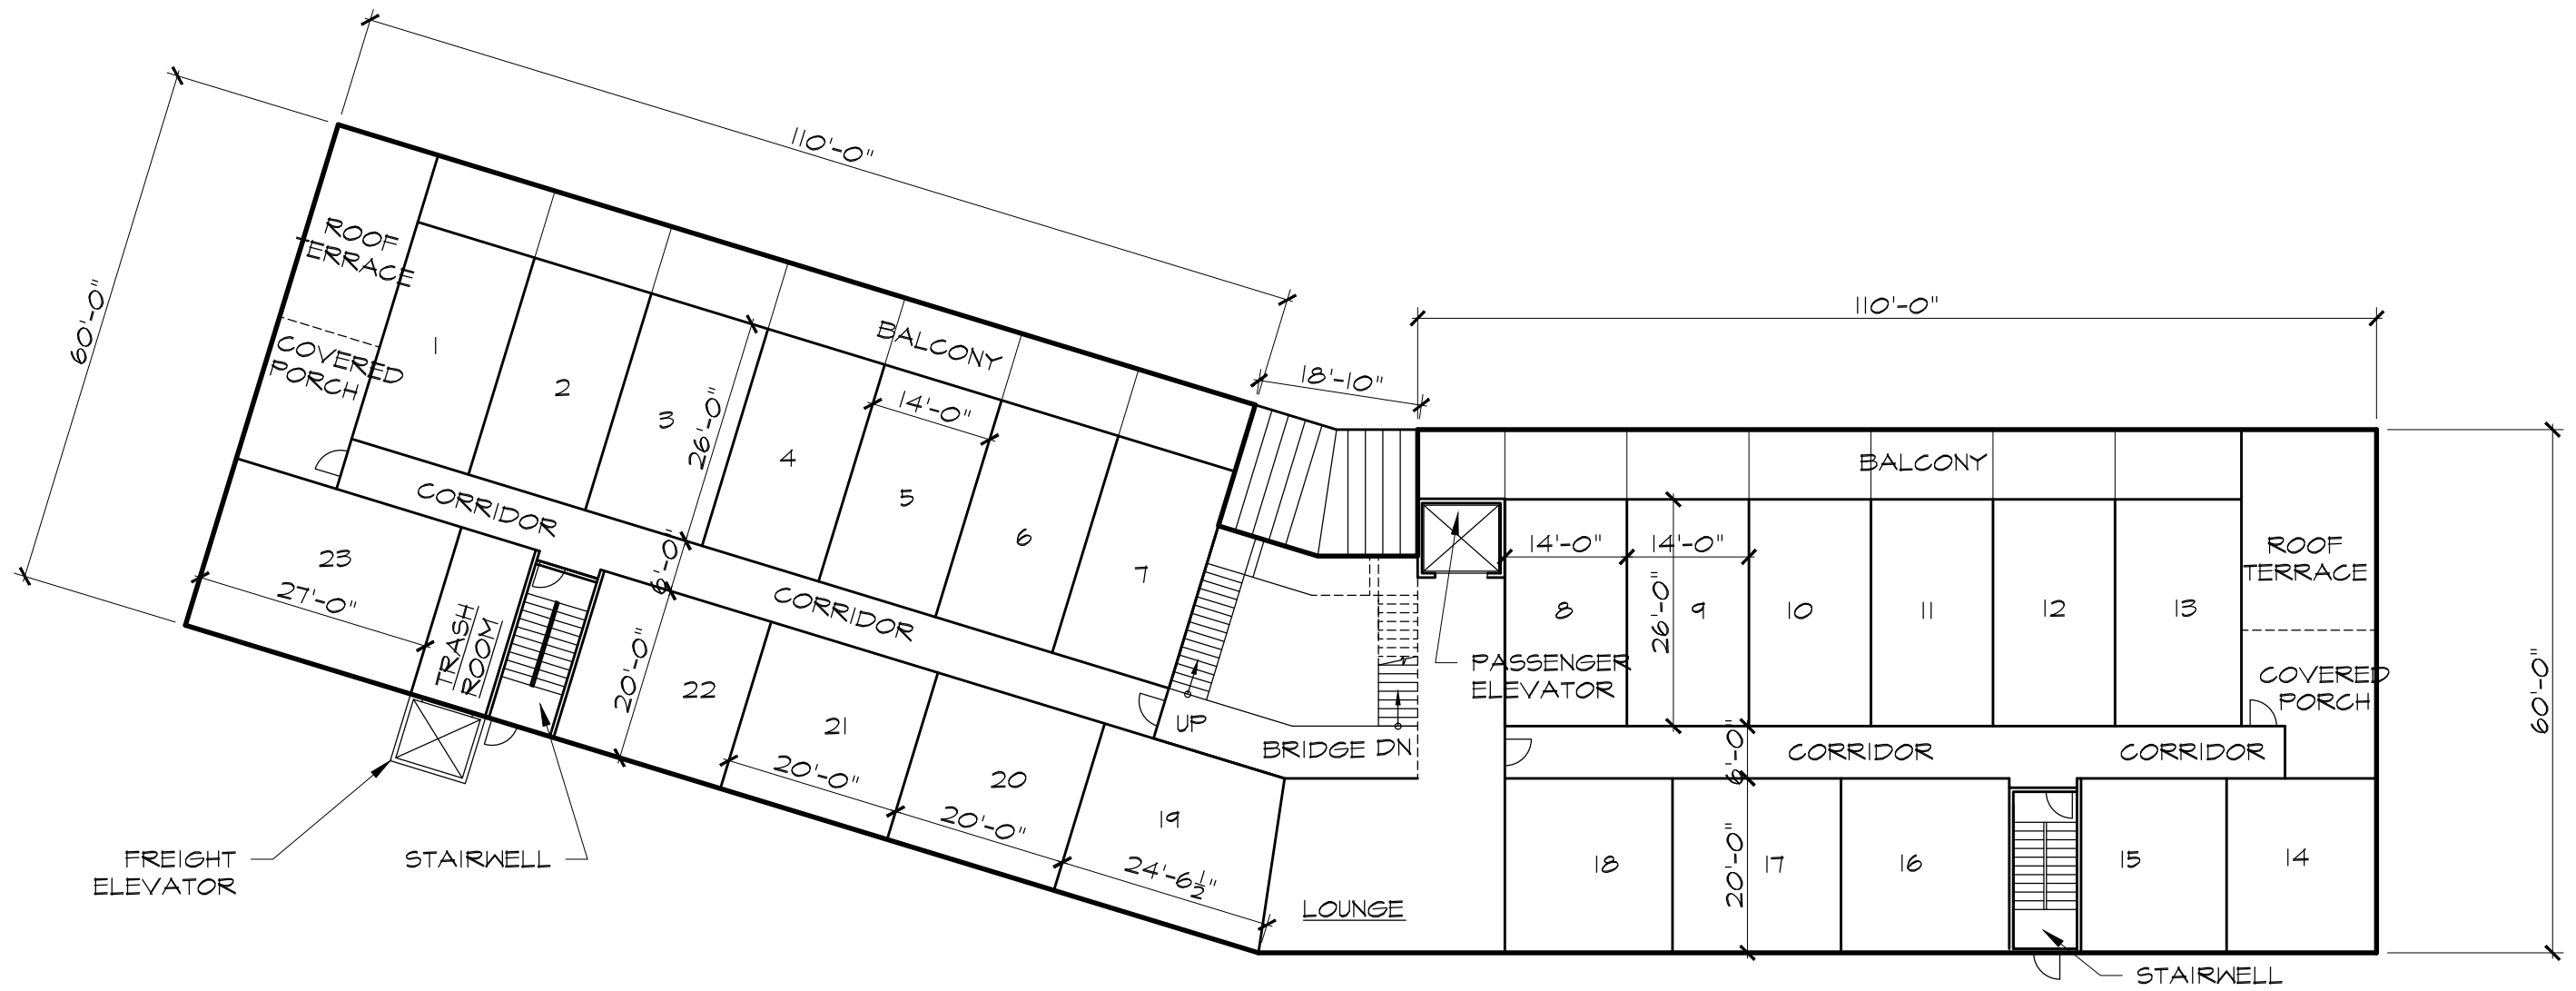 110'-0"
60'-0"
ROOF
TERRACE
COVERED
PORCH
1
2
3
4
5
6
7
BALCONY
14'-0"
26'-0"
CORRIDOR
6'-0"
CORRIDOR
23
27'-0"
TRASH
ROOM
20'-0"
22
21
20'-0"
20
20'-0"
19
24'-6 1/2"
UP
BRIDGE
DN
FREIGHT
ELEVATOR
STAIRWELL
LOUNGE
18'-10"
110'-0"
BALCONY
14'-0"
14'-0"
26'-0"
8
9
10
11
12
13
ROOF
TERRACE
COVERED
PORCH
PASSENGER
ELEVATOR
6'-0"
CORRIDOR
CORRIDOR
60'-0"
20'-0"
18
17
16
15
14
STAIRWELL